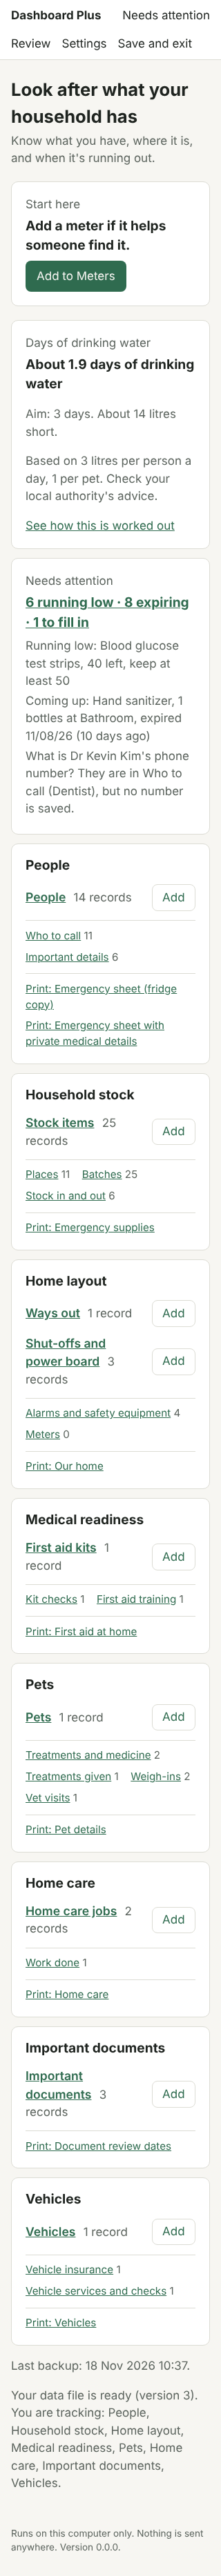 Dashboard Plus Needs attention
Review Settings Save and exit
Look after what your
household has
Know what you have, where it is,
and when it's running out.
Start here
Add a meter if it helps
someone find it.
Add to Meters
Days of drinking water
About 1.9 days of drinking
water
Aim: 3 days. About 14 litres
short.
Based on 3 litres per person a
day, 1 per pet. Check your
local authority's advice.
See how this is worked out
Needs attention
6 running low · 8 expiring
· 1 to fill in
Running low: Blood glucose
test strips, 40 left, keep at
least 50
Coming up: Hand sanitizer, 1
bottles at Bathroom, expired
11/08/26 (10 days ago)
What is Dr Kevin Kim's phone
number? They are in Who to
call (Dentist), but no number
is saved.
People
People 14 records Add
Who to call 11
Important details 6
Print: Emergency sheet (fridge
copy)
Print: Emergency sheet with
private medical details
Household stock
Stock items 25
records
Add
Places 11 Batches 25
Stock in and out 6
Print: Emergency supplies
Home layout
Ways out 1 record Add
Shut-offs and
power board 3
records
Add
Alarms and safety equipment 4
Meters 0
Print: Our home
Medical readiness
First aid kits 1
record
Add
Kit checks 1 First aid training 1
Print: First aid at home
Pets
Pets 1 record Add
Treatments and medicine 2
Treatments given 1 Weigh-ins 2
Vet visits 1
Print: Pet details
Home care
Home care jobs 2
records
Add
Work done 1
Print: Home care
Important documents
Important
documents 3
records
Add
Print: Document review dates
Vehicles
Vehicles 1 record Add
Vehicle insurance 1
Vehicle services and checks 1
Print: Vehicles
Last backup: 18 Nov 2026 10:37.
Your data file is ready (version 3).
You are tracking: People,
Household stock, Home layout,
Medical readiness, Pets, Home
care, Important documents,
Vehicles.
Runs on this computer only. Nothing is sent
anywhere. Version 0.0.0.